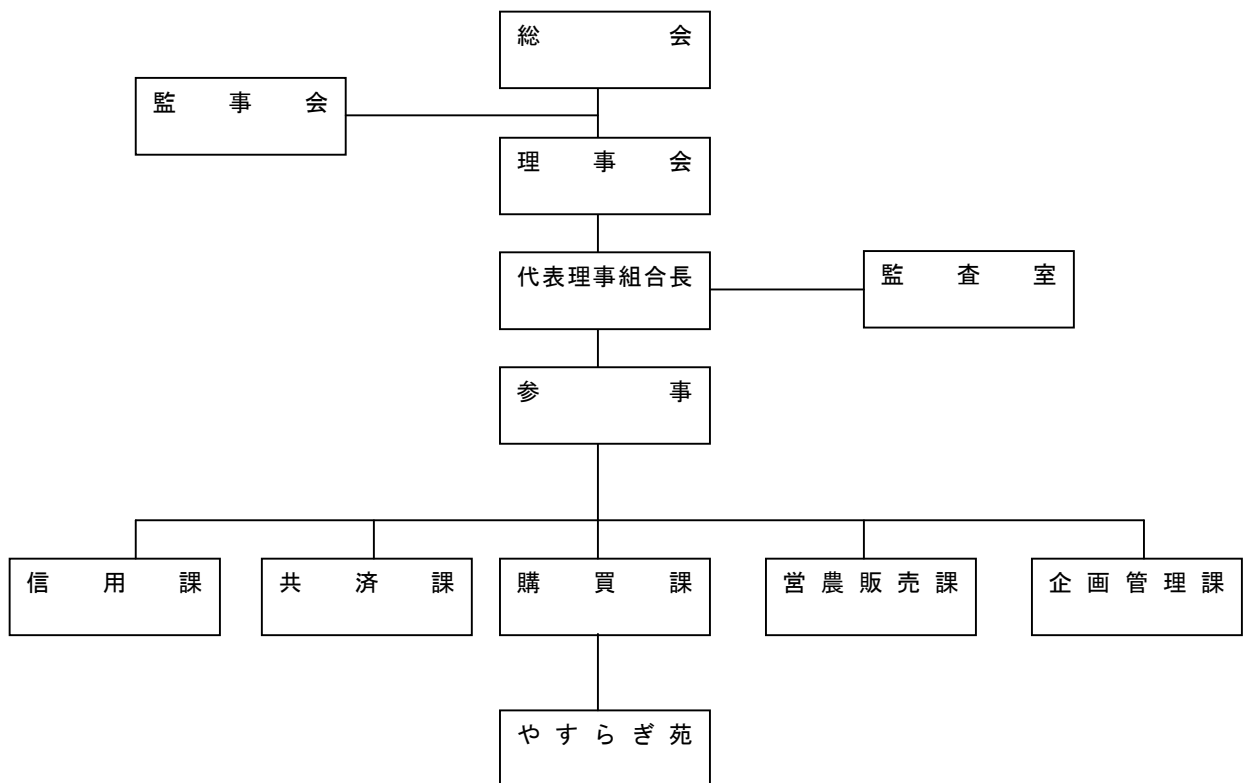 総会
監事会
理事会
代表理事組合長
監査室
参事
信用課
共済課
購買課
営農販売課
企画管理課
やすらぎ苑